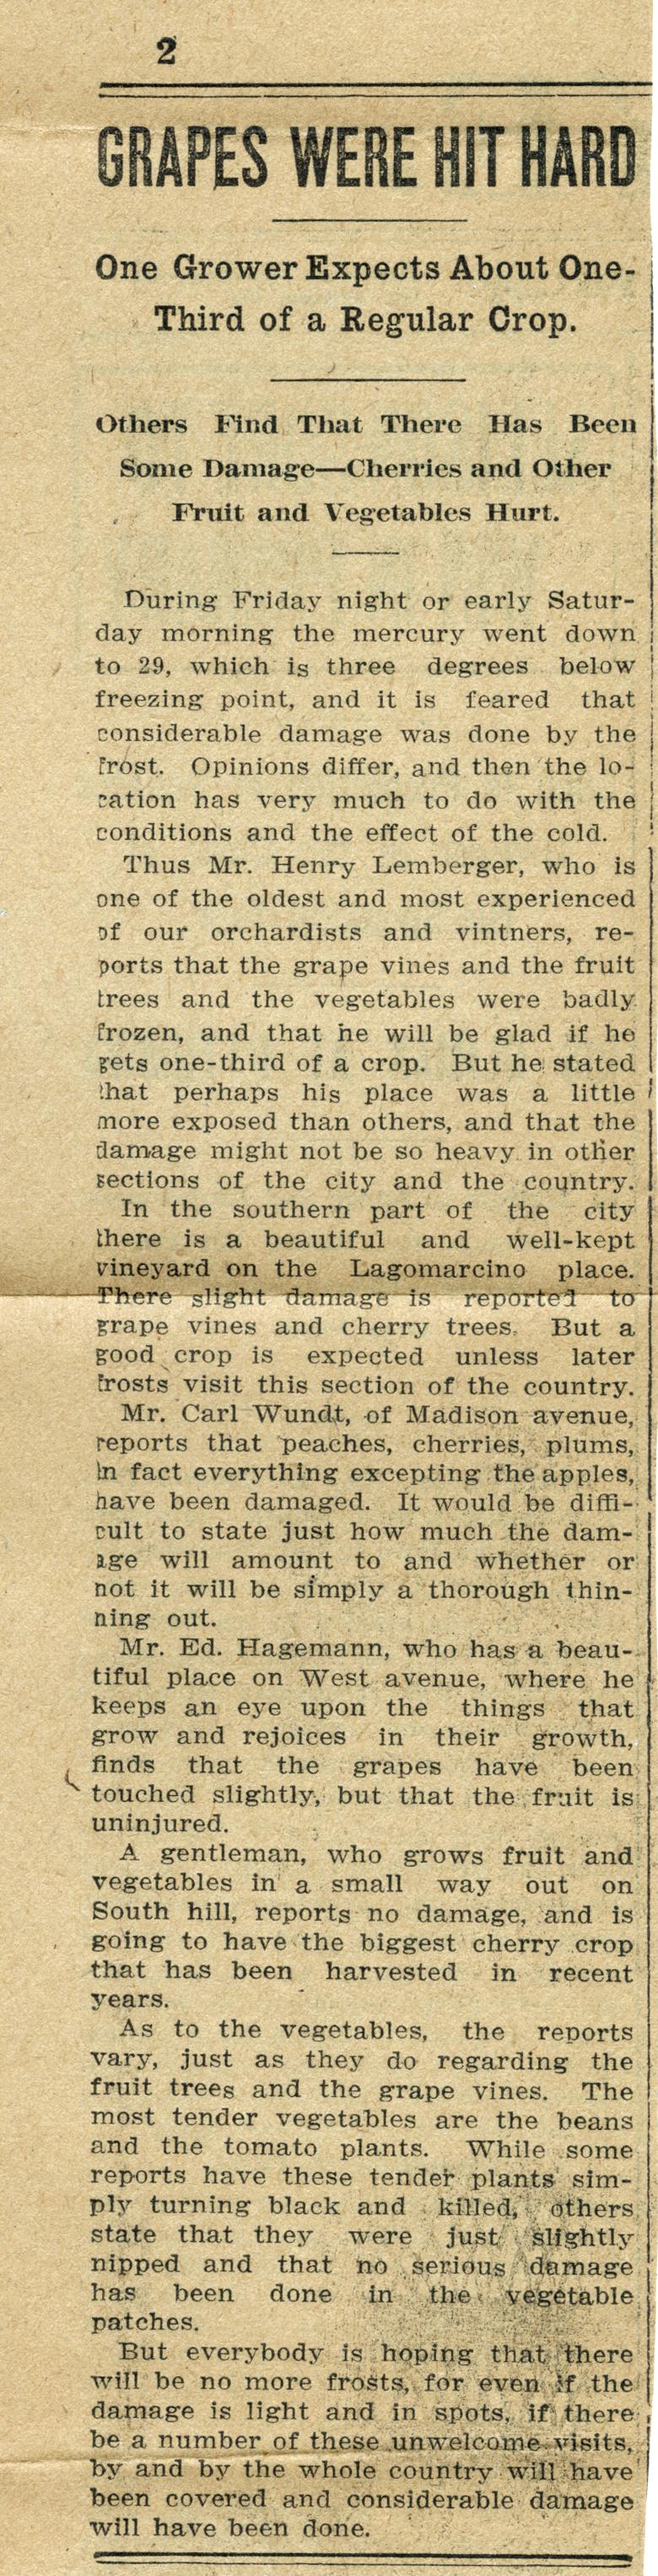 2
GRAPES WERE HIT HARD
One Grower Expects About One-
Third of a Regular Crop.
Others Find That There Has Been
Some Damage—Cherries and Other
Fruit and Vegetables Hurt.
During Friday night or early Satur-
day morning the mercury went down
to 29, which is three degrees below
freezing point, and it is feared that
considerable damage was done by the
frost. Opinions differ, and then the lo-
cation has very much to do with the
conditions and the effect of the cold.
Thus Mr. Henry Lemberger, who is
one of the oldest and most experienced
of our orchardists and vintners, re-
ports that the grape vines and the fruit
trees and the vegetables were badly
frozen, and that he will be glad if he
gets one-third of a crop. But he stated
that perhaps his place was a little
more exposed than others, and that the
damage might not be so heavy in other
sections of the city and the country.
In the southern part of the city
there is a beautiful and well-kept
vineyard on the Lagomarcino place.
There slight damage is reported to
grape vines and cherry trees. But a
good crop is expected unless later
frosts visit this section of the country.
Mr. Carl Wundt, of Madison avenue,
reports that peaches, cherries, plums,
in fact everything excepting the apples,
have been damaged. It would be diffi-
cult to state just how much the dam-
age will amount to and whether or
not it will be simply a thorough thin-
ning out.
Mr. Ed. Hagemann, who has a beau-
tiful place on West avenue, where he
keeps an eye upon the things that
grow and rejoices in their growth,
finds that the grapes have been
touched slightly, but that the fruit is
uninjured.
A gentleman, who grows fruit and
vegetables in a small way out on
South hill, reports no damage, and is
going to have the biggest cherry crop
that has been harvested in recent
years.
As to the vegetables, the reports
vary, just as they do regarding the
fruit trees and the grape vines. The
most tender vegetables are the beans
and the tomato plants. While some
reports have these tender plants sim-
ply turning black and killed, others
state that they were just slightly
nipped and that no serious damage
has been done in the vegetable
patches.
But everybody is hoping that there
will be no more frosts, for even if the
damage is light and in spots, if there
be a number of these unwelcome visits,
by and by the whole country will have
been covered and considerable damage
will have been done.